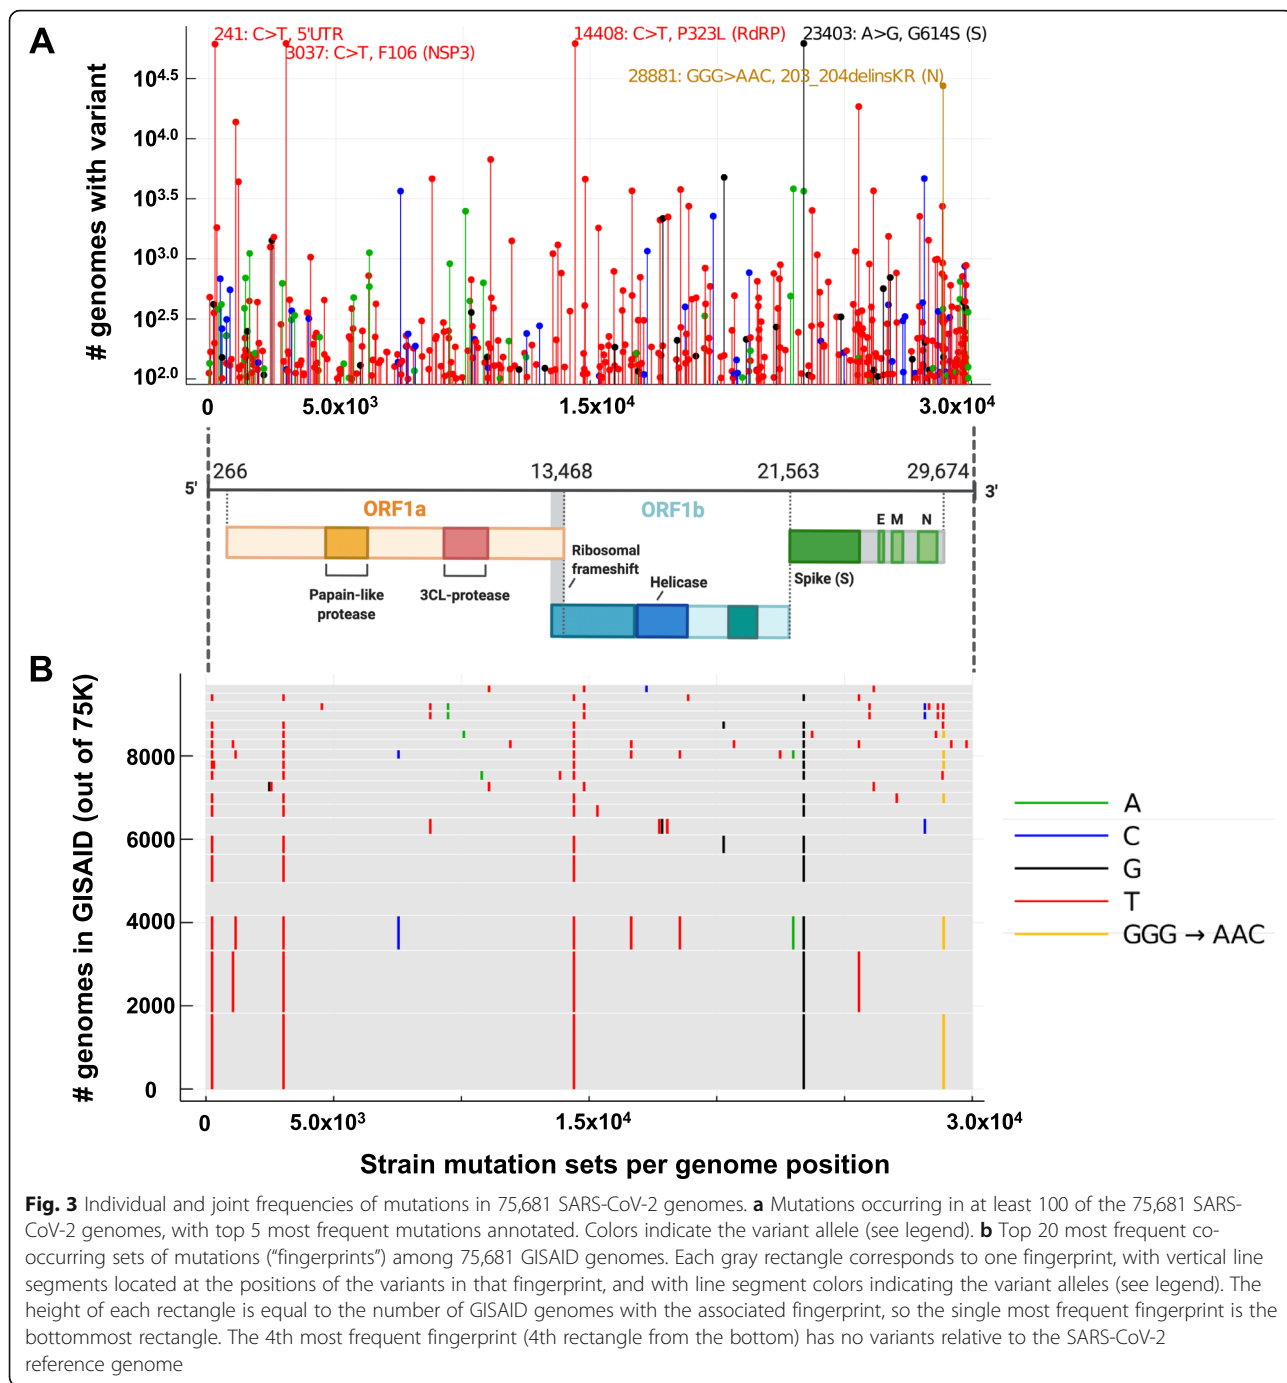 A
241: C>T, 5'UTR
3037: C>T, F106 (NSP3)
14408: C>T, P323L (RdRP)
23403: A>G, G614S (S)
28881: GGG>AAC, 203_204delinsKR (N)
# genomes with variant
10^4.5
10^4.0
10^3.5
10^3.0
10^2.5
10^2.0
0 5.0x10^3 1.5x10^4 3.0x10^4
266 13,468 21,563 29,674
5' 3'
ORF1a ORF1b
E M N
Ribosomal
frameshift
Papain-like
protease
3CL-protease
Helicase
Spike (S)
B
# genomes in GISAID (out of 75K)
8000
6000
4000
2000
0
0 5.0x10^3 1.5x10^4 3.0x10^4
Strain mutation sets per genome position
A
C
G
T
GGG → AAC
Fig. 3 Individual and joint frequencies of mutations in 75,681 SARS-CoV-2 genomes. a Mutations occurring in at least 100 of the 75,681 SARS-
CoV-2 genomes, with top 5 most frequent mutations annotated. Colors indicate the variant allele (see legend). b Top 20 most frequent co-
occurring sets of mutations (“fingerprints”) among 75,681 GISAID genomes. Each gray rectangle corresponds to one fingerprint, with vertical line
segments located at the positions of the variants in that fingerprint, and with line segment colors indicating the variant alleles (see legend). The
height of each rectangle is equal to the number of GISAID genomes with the associated fingerprint, so the single most frequent fingerprint is the
bottommost rectangle. The 4th most frequent fingerprint (4th rectangle from the bottom) has no variants relative to the SARS-CoV-2
reference genome